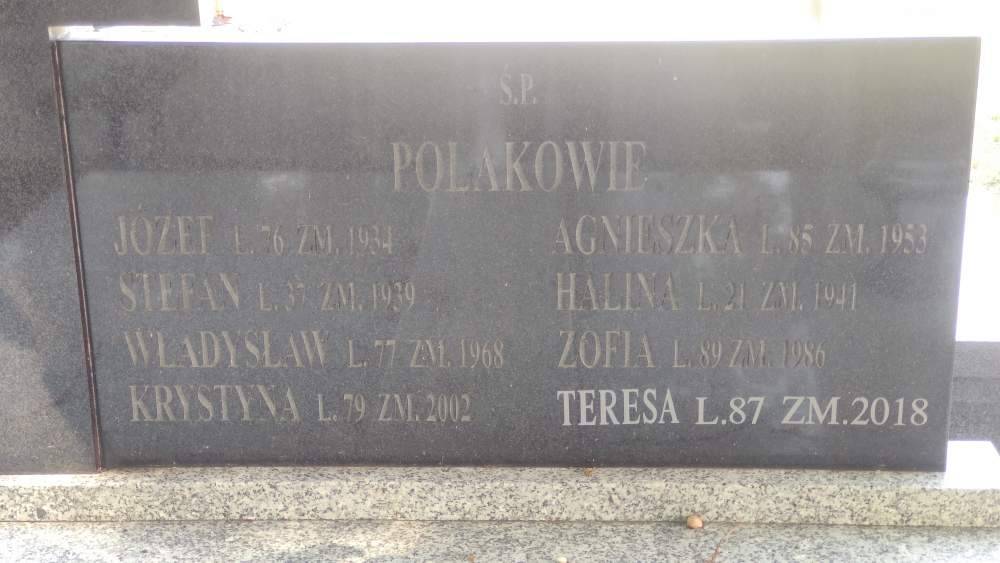 Ś.P.
POLAKOWIE
JÓZEF L. 76 ZM. 1934
STEFAN L. 37 ZM. 1939
WŁADYSŁAW L. 77 ZM. 1968
KRYSTYNA L. 79 ZM. 2002
AGNIESZKA L. 85 ZM. 1953
HALINA L. 21 ZM. 1941
ZOFIA L. 89 ZM. 1986
TERESA L.87 ZM.2018